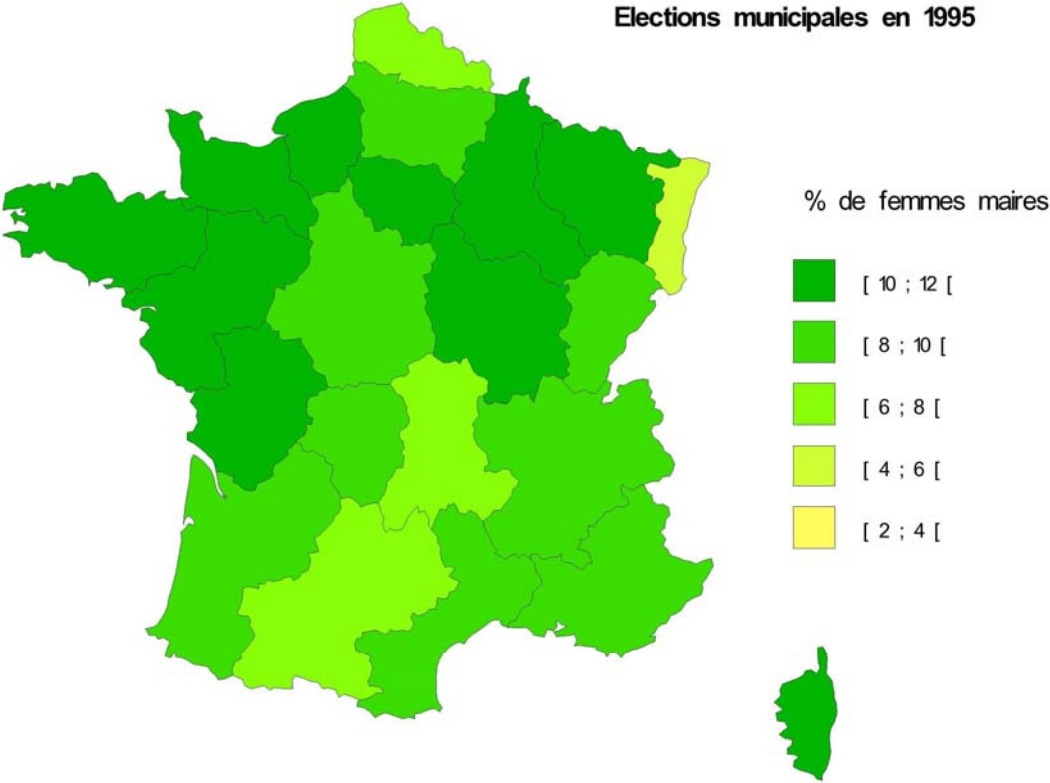 Elections municipales en 1995
% de femmes maires
[ 10 ; 12 [
[ 8 ; 10 [
[ 6 ; 8 [
[ 4 ; 6 [
[ 2 ; 4 [